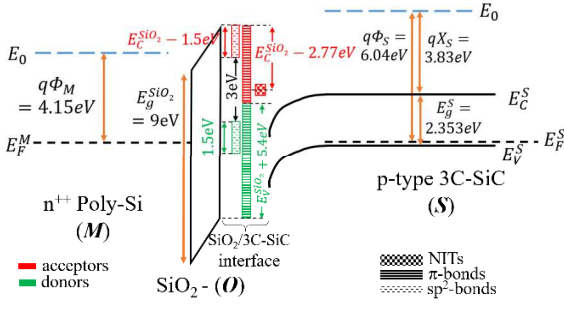 E_0
E_C^{SiO_2} − 1.5eV
E_C^{SiO_2} − 2.77eV
qΦ_S =
6.04eV
qX_S =
3.83eV
E_0
qΦ_M
= 4.15eV
E_g^{SiO_2}
= 9eV
3eV
1.5eV
E_V^{SiO_2} + 5.4eV
E_g^S =
2.353eV
E_C^S
E_F^M
E_V^S
E_F^S
n^{++} Poly-Si
(M)
p-type 3C-SiC
(S)
SiO_2/3C-SiC
interface
SiO_2 - (O)
acceptors
donors
NITs
π-bonds
sp^2-bonds